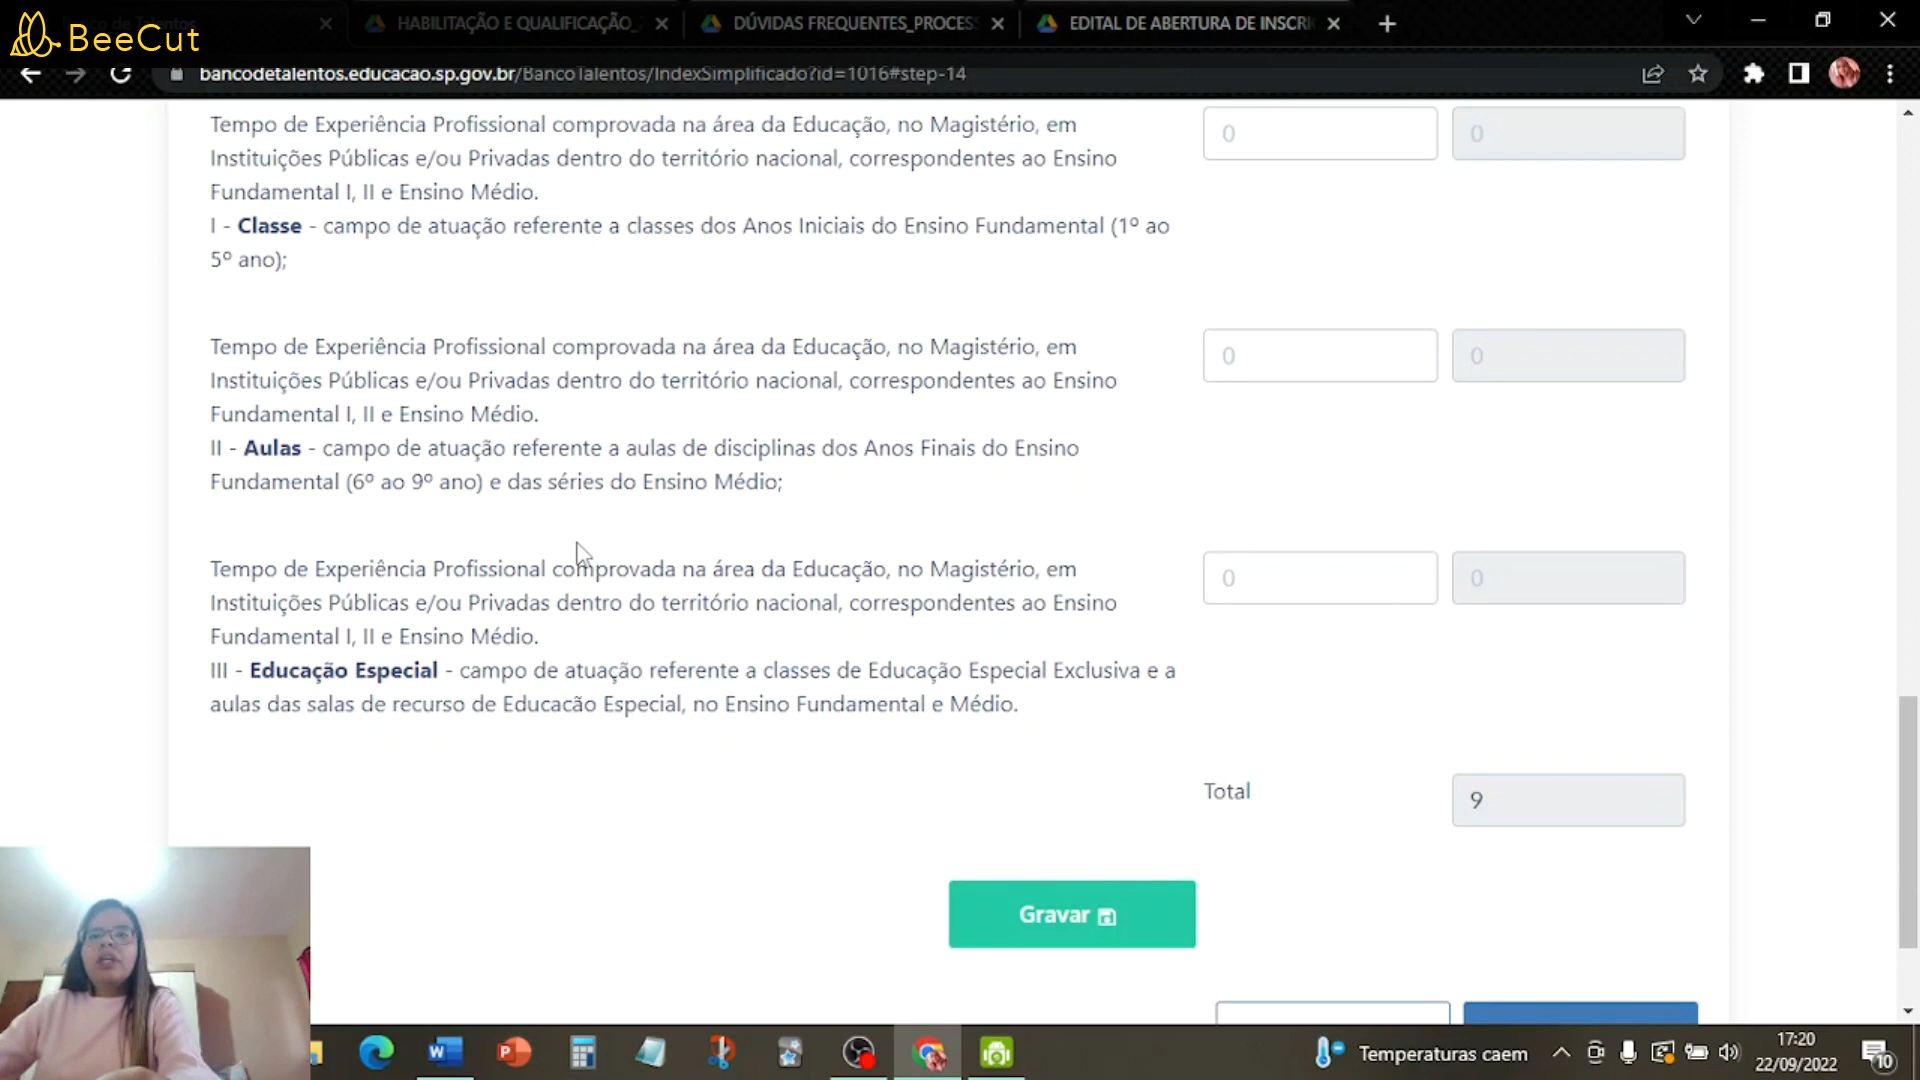 BeeCut
HABILITAÇÃO E QUALIFICAÇÃO_
DÚVIDAS FREQUENTES_PROCES
EDITAL DE ABERTURA DE INSCRI
bancodetalentos.educacao.sp.gov.br/BancoTalentos/IndexSimplificado?id=1016#step-14
Tempo de Experiência Profissional comprovada na área da Educação, no Magistério, em
Instituições Públicas e/ou Privadas dentro do território nacional, correspondentes ao Ensino
Fundamental I, II e Ensino Médio.
I - Classe - campo de atuação referente a classes dos Anos Iniciais do Ensino Fundamental (1º ao
5º ano);
0
0
Tempo de Experiência Profissional comprovada na área da Educação, no Magistério, em
Instituições Públicas e/ou Privadas dentro do território nacional, correspondentes ao Ensino
Fundamental I, II e Ensino Médio.
II - Aulas - campo de atuação referente a aulas de disciplinas dos Anos Finais do Ensino
Fundamental (6º ao 9º ano) e das séries do Ensino Médio;
0
0
Tempo de Experiência Profissional comprovada na área da Educação, no Magistério, em
Instituições Públicas e/ou Privadas dentro do território nacional, correspondentes ao Ensino
Fundamental I, II e Ensino Médio.
III - Educação Especial - campo de atuação referente a classes de Educação Especial Exclusiva e a
aulas das salas de recurso de Educacão Especial, no Ensino Fundamental e Médio.
0
0
Total
9
Gravar
Temperaturas caem
17:20
22/09/2022
10